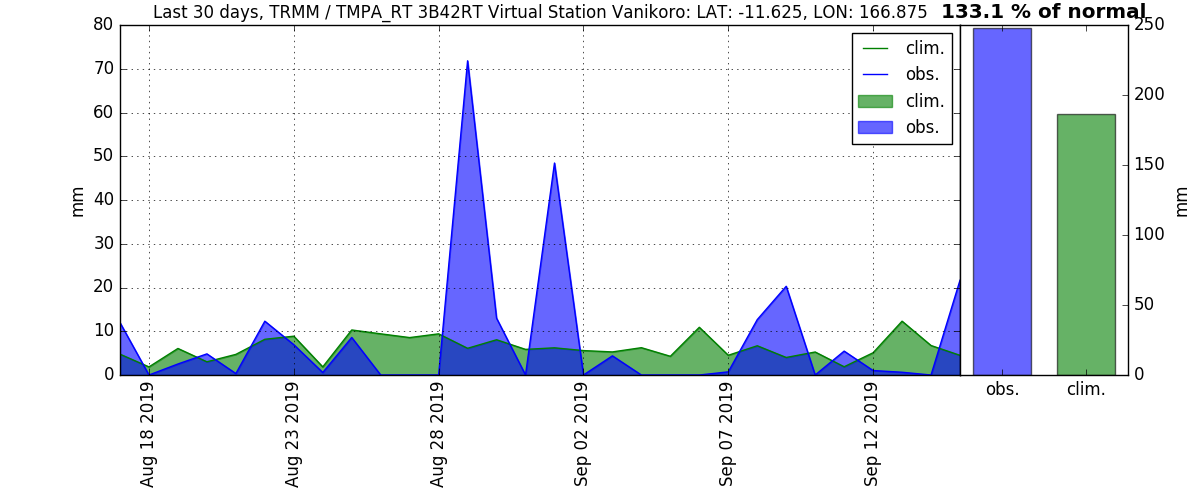 Last 30 days, TRMM / TMPA_RT 3B42RT Virtual Station Vanikoro: LAT: -11.625, LON: 166.875
133.1 % of normal
80
70
60
50
40
30
20
10
0
mm
clim.
obs.
clim.
obs.
Aug 18 2019
Aug 23 2019
Aug 28 2019
Sep 02 2019
Sep 07 2019
Sep 12 2019
250
200
150
100
50
0
mm
obs.
clim.